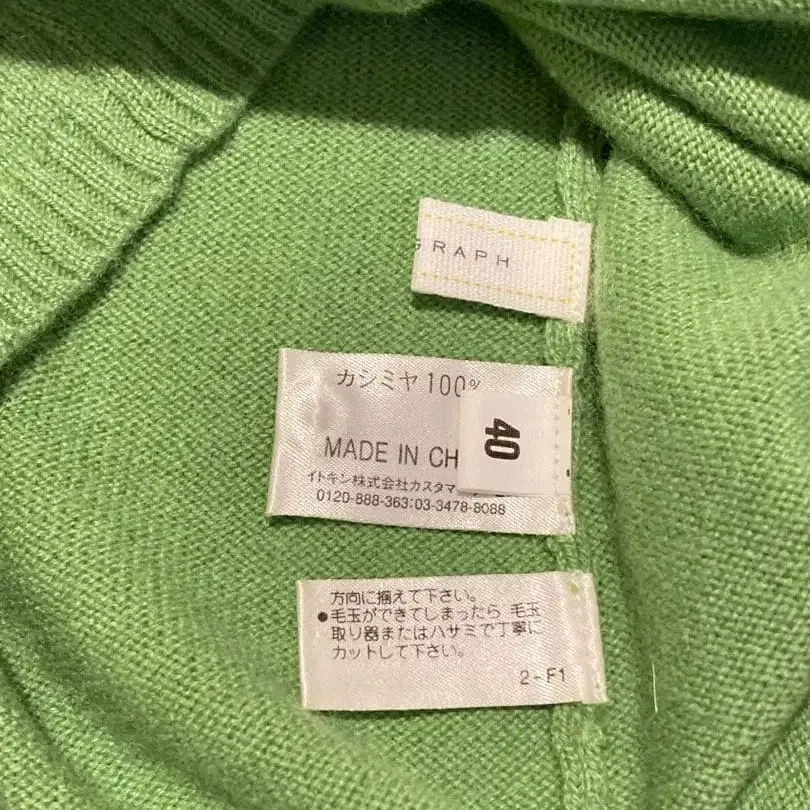 GRAPH
カシミヤ 100%
40
MADE IN CH
イトキン株式会社カスタマ
0120-888-363:03-3478-8088
方向に揃えて下さい。
●毛玉ができてしまったら 毛玉
取り器またはハサミで丁寧に
カットして下さい。
2-F1